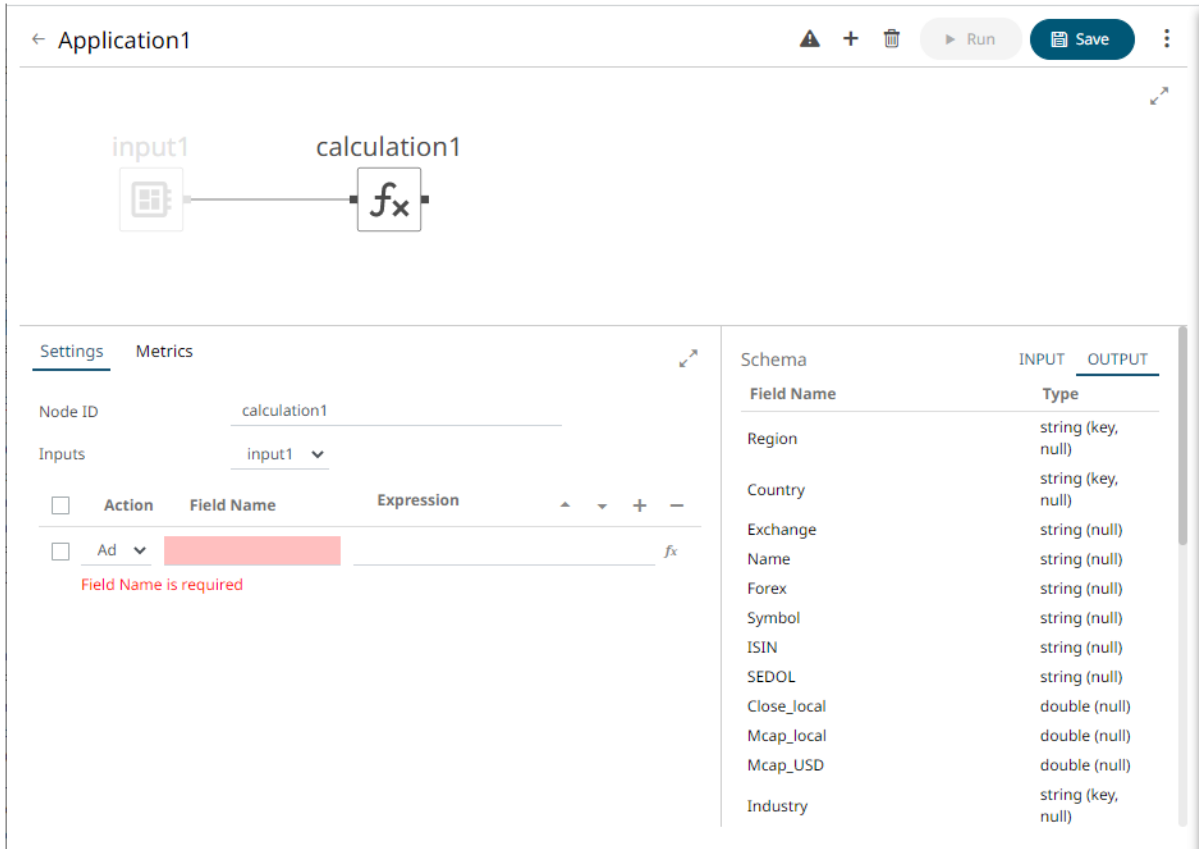 Application1
Run
Save
input1
calculation1
fx
Settings
Metrics
Node ID
calculation1
Inputs
input1
Action
Field Name
Expression
Ad
fx
Field Name is required
Schema
INPUT
OUTPUT
Field Name
Type
Region
string (key,
null)
Country
string (key,
null)
Exchange
string (null)
Name
string (null)
Forex
string (null)
Symbol
string (null)
ISIN
string (null)
SEDOL
string (null)
Close_local
double (null)
Mcap_local
double (null)
Mcap_USD
double (null)
Industry
string (key,
null)